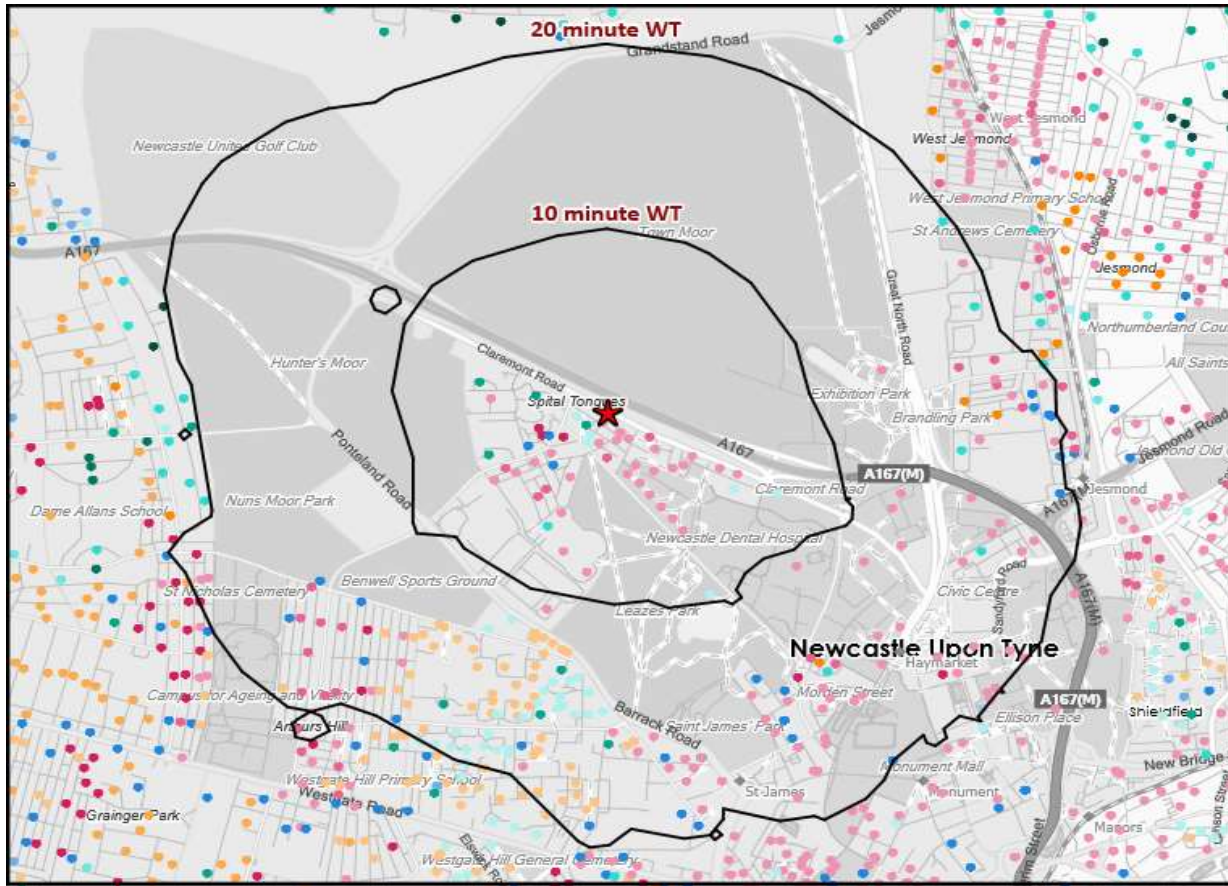 20 minute WT
Grandstand Road
Newcastle United Golf Club
West Jesmond
West Jesmond
10 minute WT
West Jesmond Primary School
Town Moor
St Andrews Cemetery
Osborne Road
A167
Jesmond
Great North Road
Northumberland
Hunter's Moor
Claremont Road
All Saints
Exhibition Park
Spital Tongues
Brandling Park
Ponteland Road
A167
Jesmond Road
A167(M)
Jesmond Old
Claremont Road
Jesmond
Nuns Moor Park
A167(M)
Dame Allans School
Newcastle Dental Hospital
Sandyford Road
Benwell Sports Ground
St Nicholas Cemetery
Civic Centre
A167(M)
Leazes Park
Newcastle Upon Tyne
Haymarket
Campus for Ageing and Vitality
Morden Street
A167(M)
Barrack Road
Saint James' Park
Ellison Place
Shieldfield
Arthurs Hill
Monument Mall
New Bridge
Westgate Hill Primary School
St James
Monument
Westgate Road
Grainger Park
Manors
Westgate Hill General Cemetery